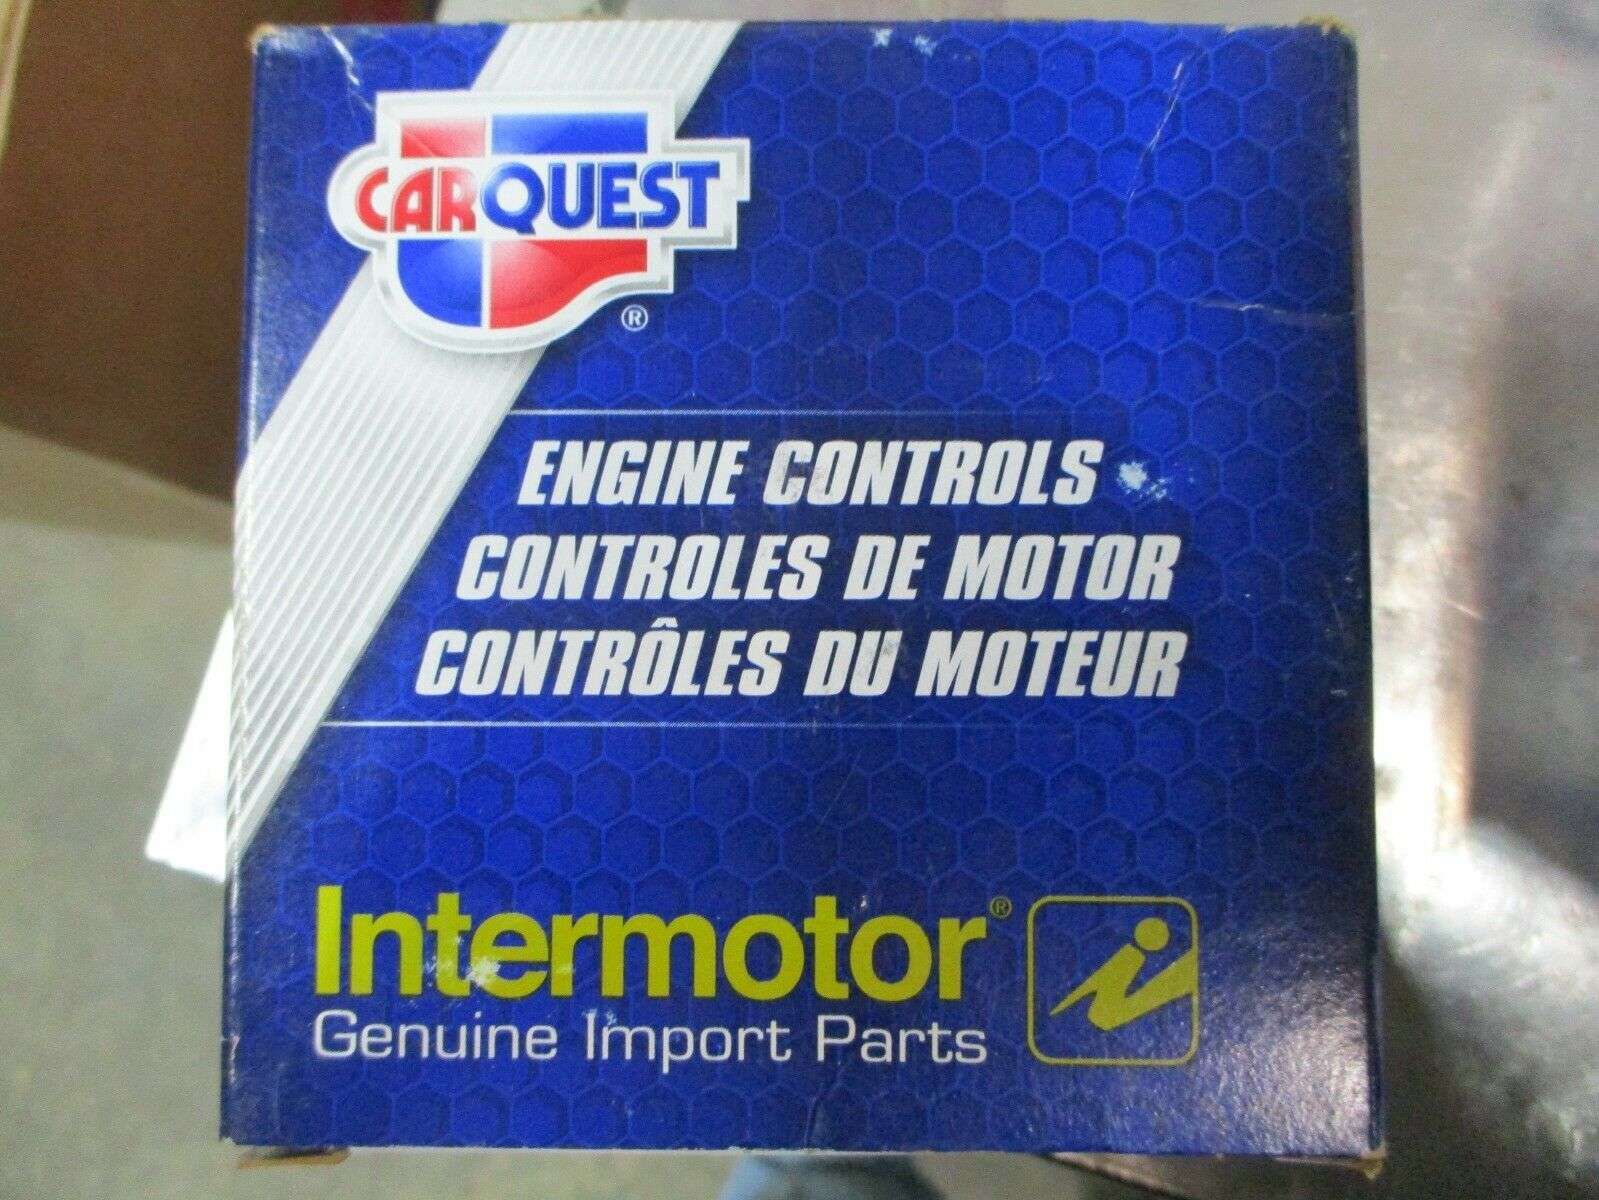 CARQUEST
®
ENGINE CONTROLS
CONTROLES DE MOTOR
CONTRÔLES DU MOTEUR
Intermotor®
Genuine Import Parts